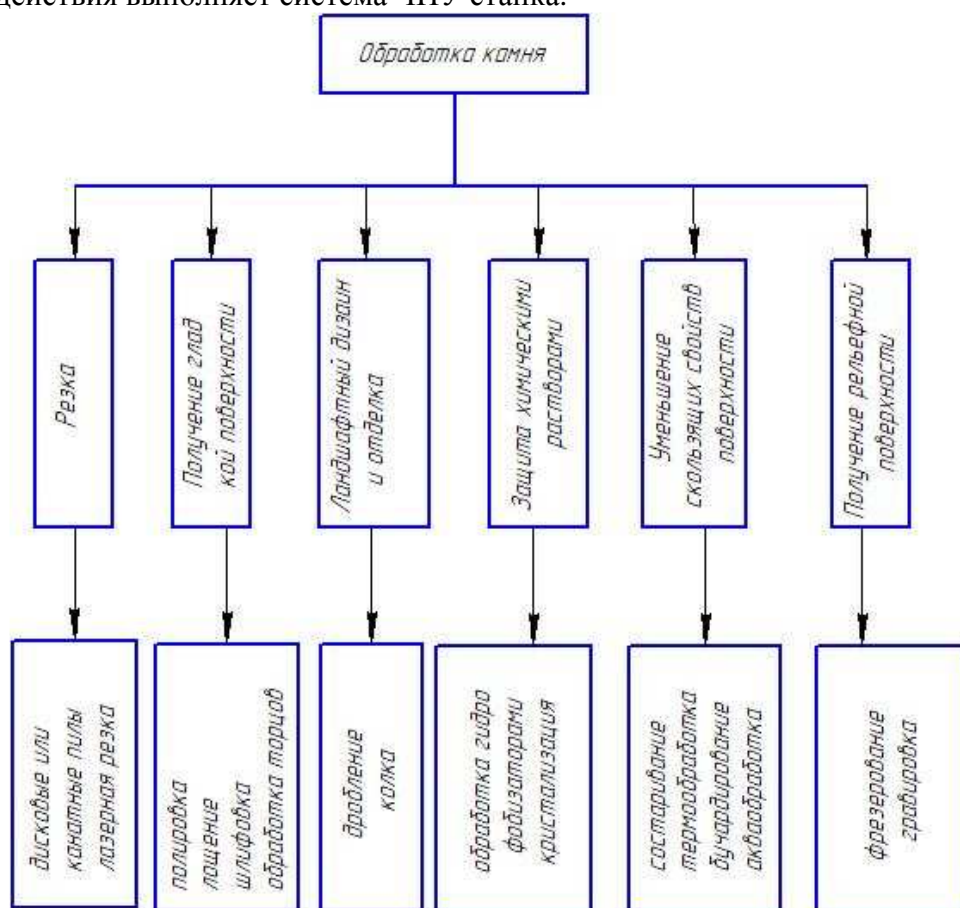 действия выполняет система ЧПУ станка.
Обработка камня
Резка
Получение глад
кой поверхности
Ландшафтный дизаин
и отделка
Защита химическими
растворами
Уменьшение
скользящих свойств
поверхности
Получение рельефной
поверхности
дисковые или
канатные пилы
лазерная резка
полировка
лощение
шлифовка
обработка торцов
дробление
колка
обработка гидро
фобизаторами
кристализация
состаривание
термообработка
бучардирование
акваобработка
фрезерование
гравировка